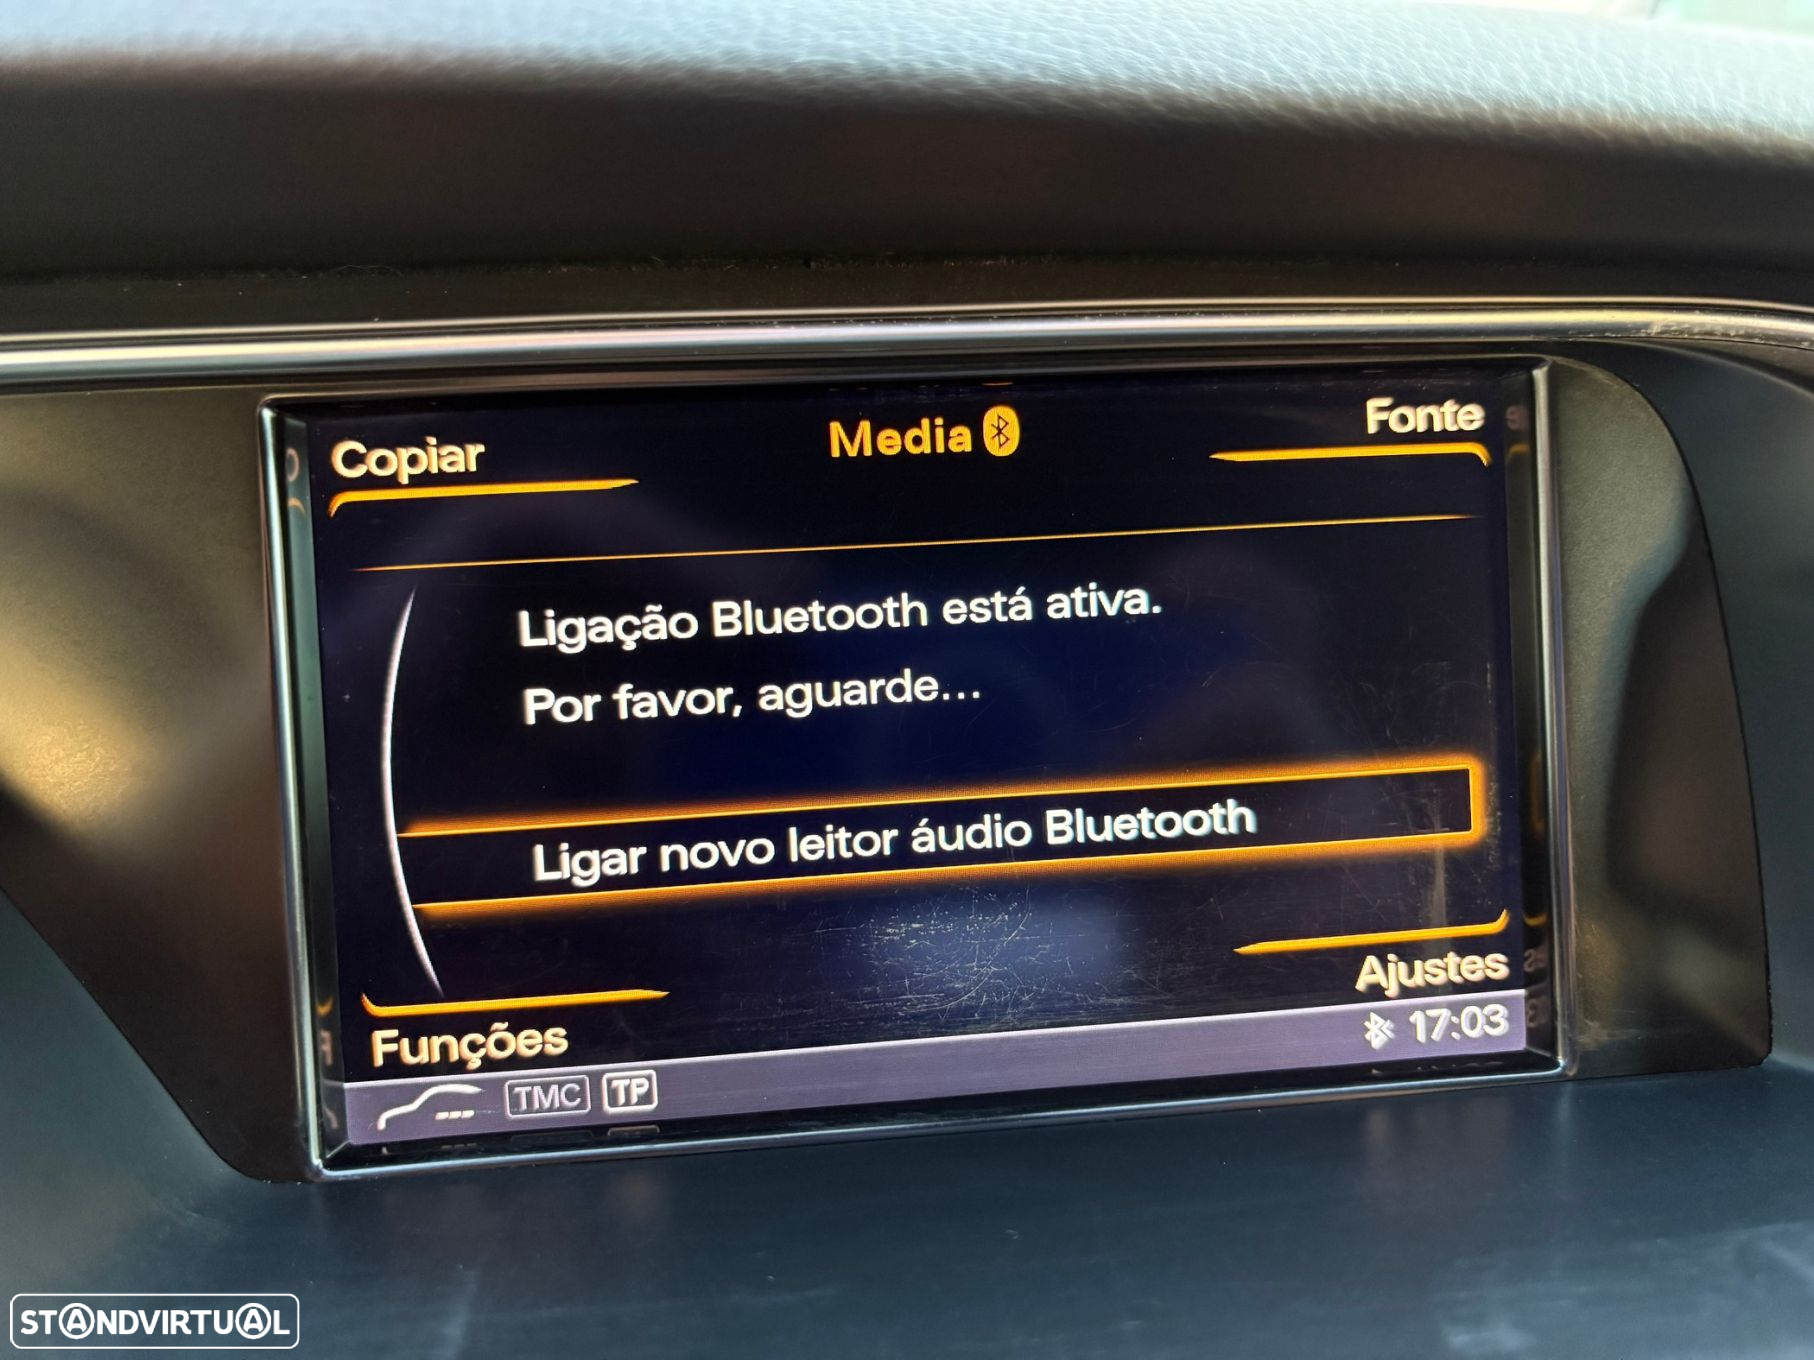 Copiar
Media
Fonte
Ligação Bluetooth está ativa.
Por favor, aguarde...
Ligar novo leitor áudio Bluetooth
Ajustes
Funções
17:03
TMC TP
STANDVIRTUAL